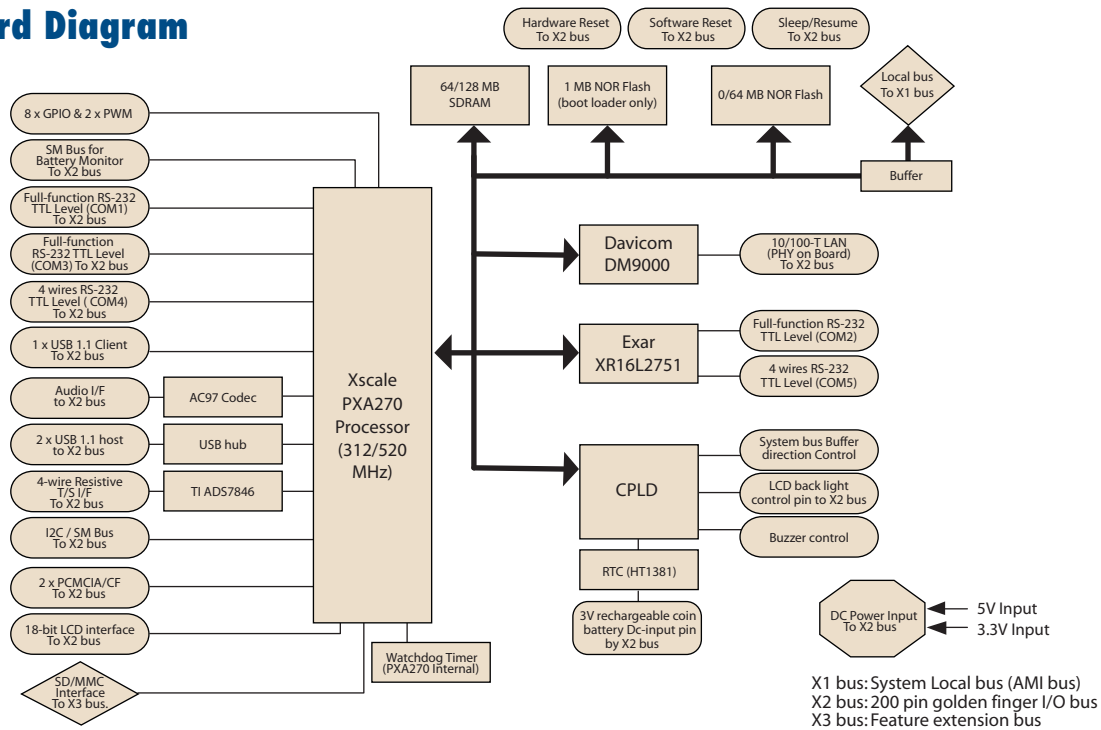 rd Diagram
Hardware Reset
To X2 bus
Software Reset
To X2 bus
Sleep/Resume
To X2 bus
64/128 MB
SDRAM
1 MB NOR Flash
(boot loader only)
0/64 MB NOR Flash
Local bus
To X1 bus
Buffer
8 x GPIO & 2 x PWM
SM Bus for
Battery Monitor
To X2 bus
Full-function RS-232
TTL Level (COM1)
To X2 bus
Full-function
RS-232 TTL Level
(COM3) To X2 bus
4 wires RS-232
TTL Level ( COM4)
To X2 bus
1 x USB 1.1 Client
To X2 bus
Audio I/F
to X2 bus
AC97 Codec
2 x USB 1.1 host
to X2 bus
USB hub
4-wire Resistive
T/S I/F
To X2 bus
TI ADS7846
I2C / SM Bus
To X2 bus
2 x PCMCIA/CF
To X2 bus
18-bit LCD interface
To X2 bus
SD/MMC
Interface
To X3 bus.
Xscale
PXA270
Processor
(312/520
MHz)
Watchdog Timer
(PXA270 Internal)
Davicom
DM9000
10/100-T LAN
(PHY on Board)
To X2 bus
Exar
XR16L2751
Full-function RS-232
TTL Level (COM2)
4 wires RS-232
TTL Level (COM5)
CPLD
System bus Buffer
direction Control
LCD back light
control pin to X2 bus
Buzzer control
RTC (HT1381)
3V rechargeable coin
battery Dc-input pin
by X2 bus
DC Power Input
To X2 bus
5V Input
3.3V Input
X1 bus: System Local bus (AMI bus)
X2 bus: 200 pin golden finger I/O bus
X3 bus: Feature extension bus